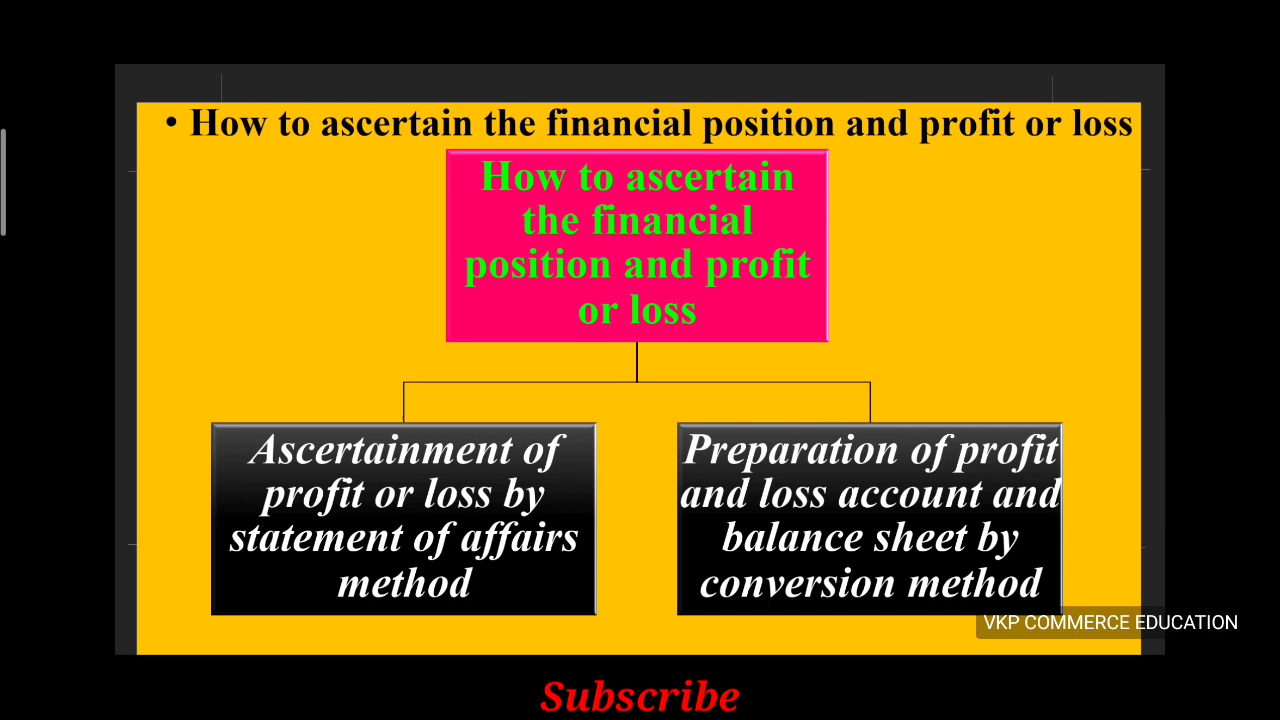 • How to ascertain the financial position and profit or loss
How to ascertain
the financial
position and profit
or loss
Ascertainment of
profit or loss by
statement of affairs
method
Preparation of profit
and loss account and
balance sheet by
conversion method
VKP COMMERCE EDUCATION
Subscribe